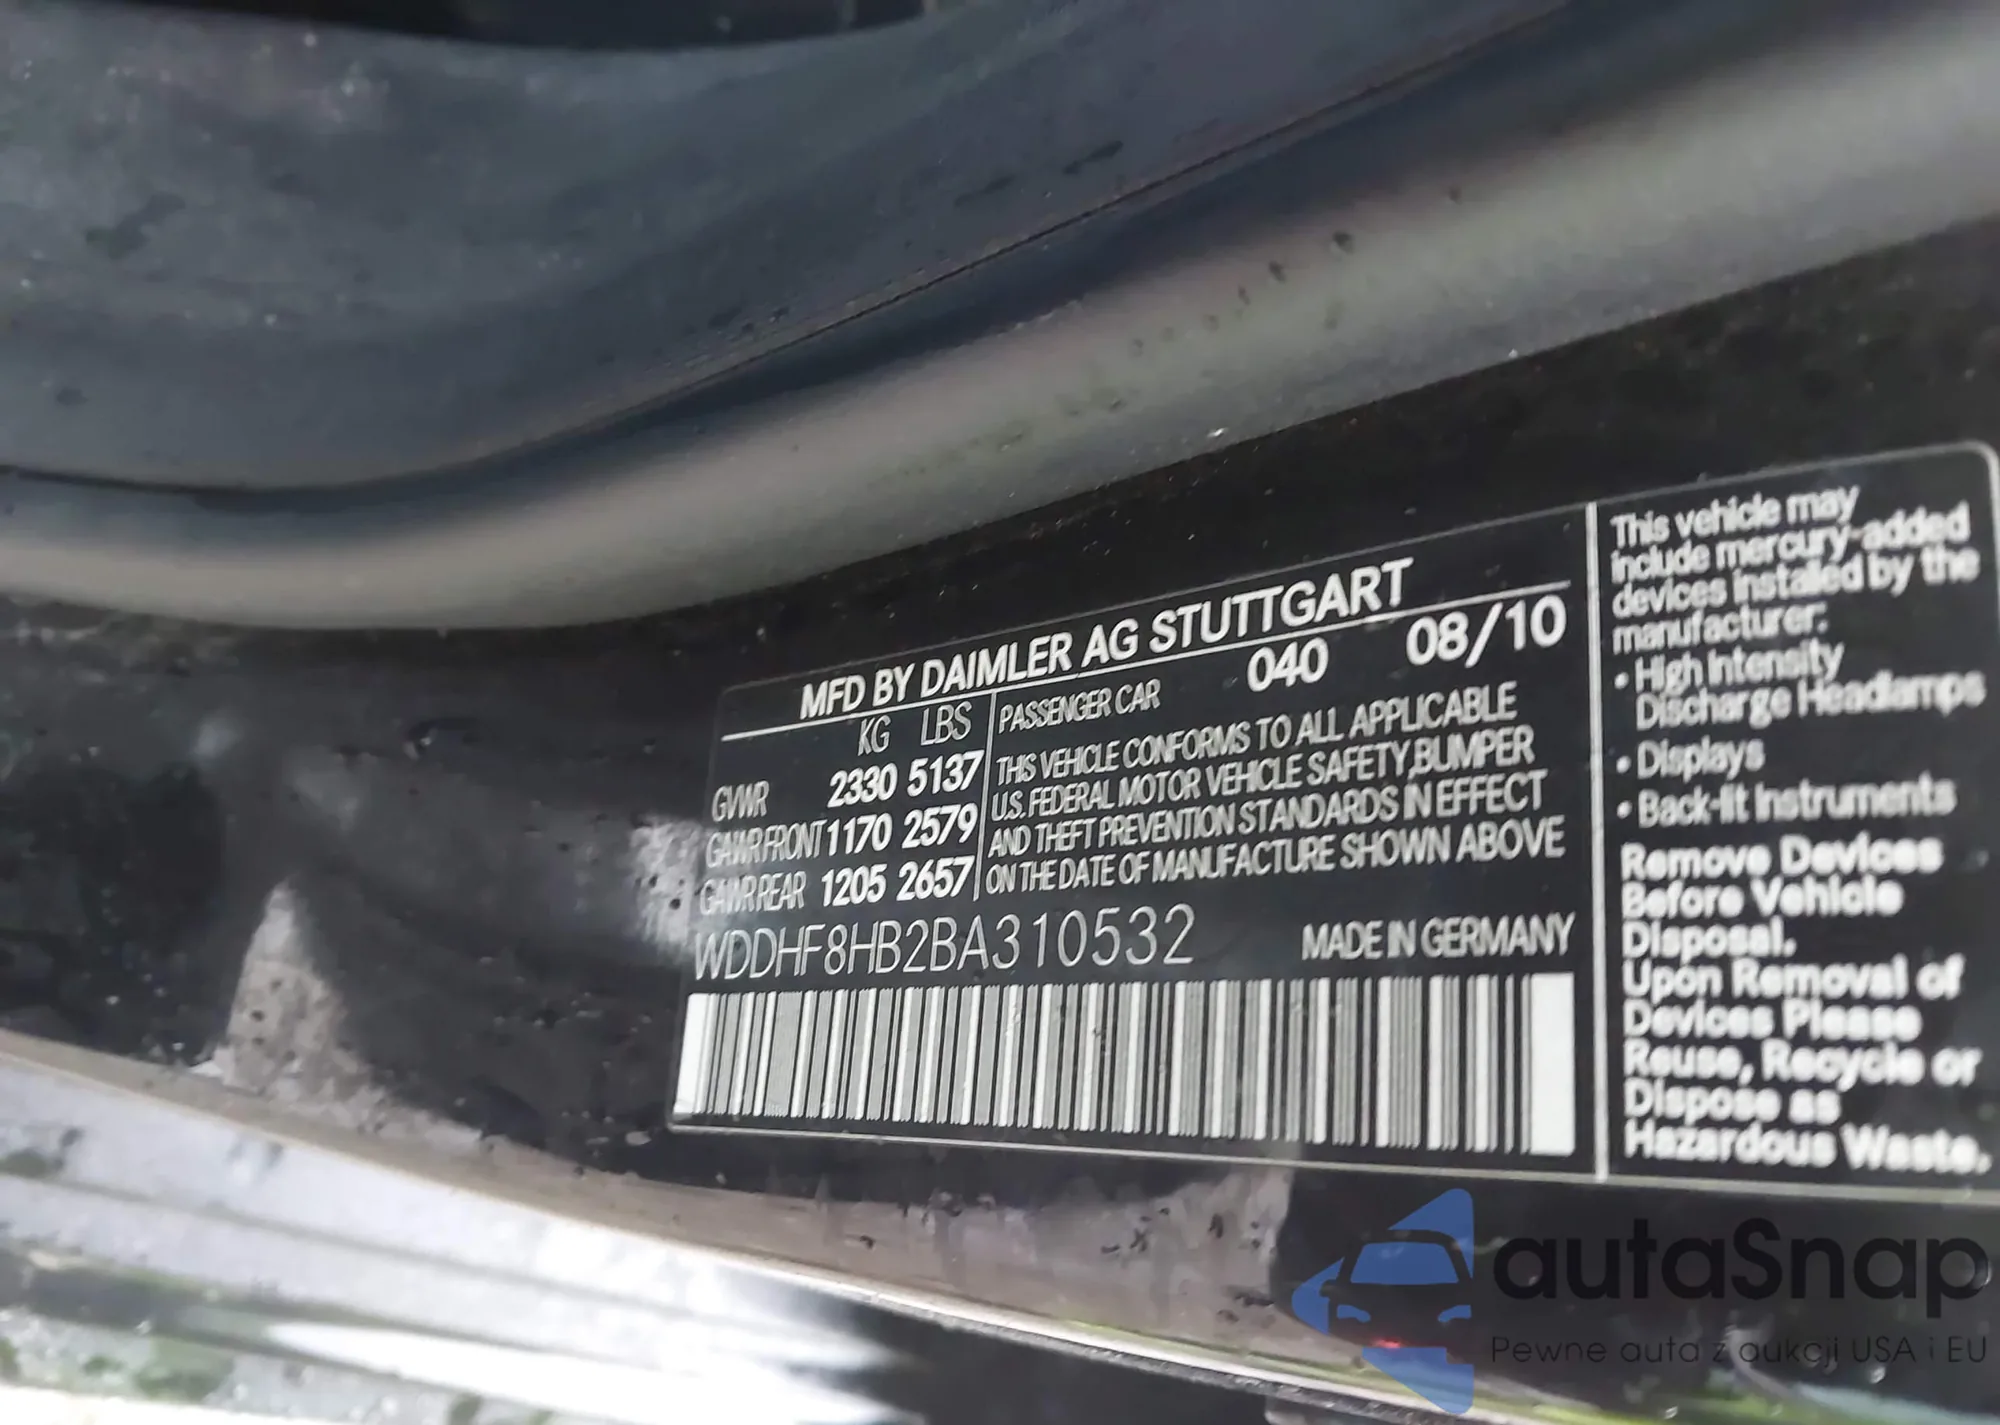 MFD BY DAIMLER AG STUTTGART
KG LBS
PASSENGER CAR 040 08/10
GVWR 2330 5137
GAWR FRONT 1170 2579
GAWR REAR 1205 2657
THIS VEHICLE CONFORMS TO ALL APPLICABLE
U.S. FEDERAL MOTOR VEHICLE SAFETY, BUMPER
AND THEFT PREVENTION STANDARDS IN EFFECT
ON THE DATE OF MANUFACTURE SHOWN ABOVE
WDDHF8HB2BA310532 MADE IN GERMANY
This vehicle may
include mercury-added
devices installed by the
manufacturer:
• High Intensity
Discharge Headlamps
• Displays
• Back-lit Instruments
Remove Devices
Before Vehicle
Disposal.
Upon Removal of
Devices Please
Reuse, Recycle or
Dispose as
Hazardous Waste.
autaSnap
Pewne auta z aukcji USA i EU